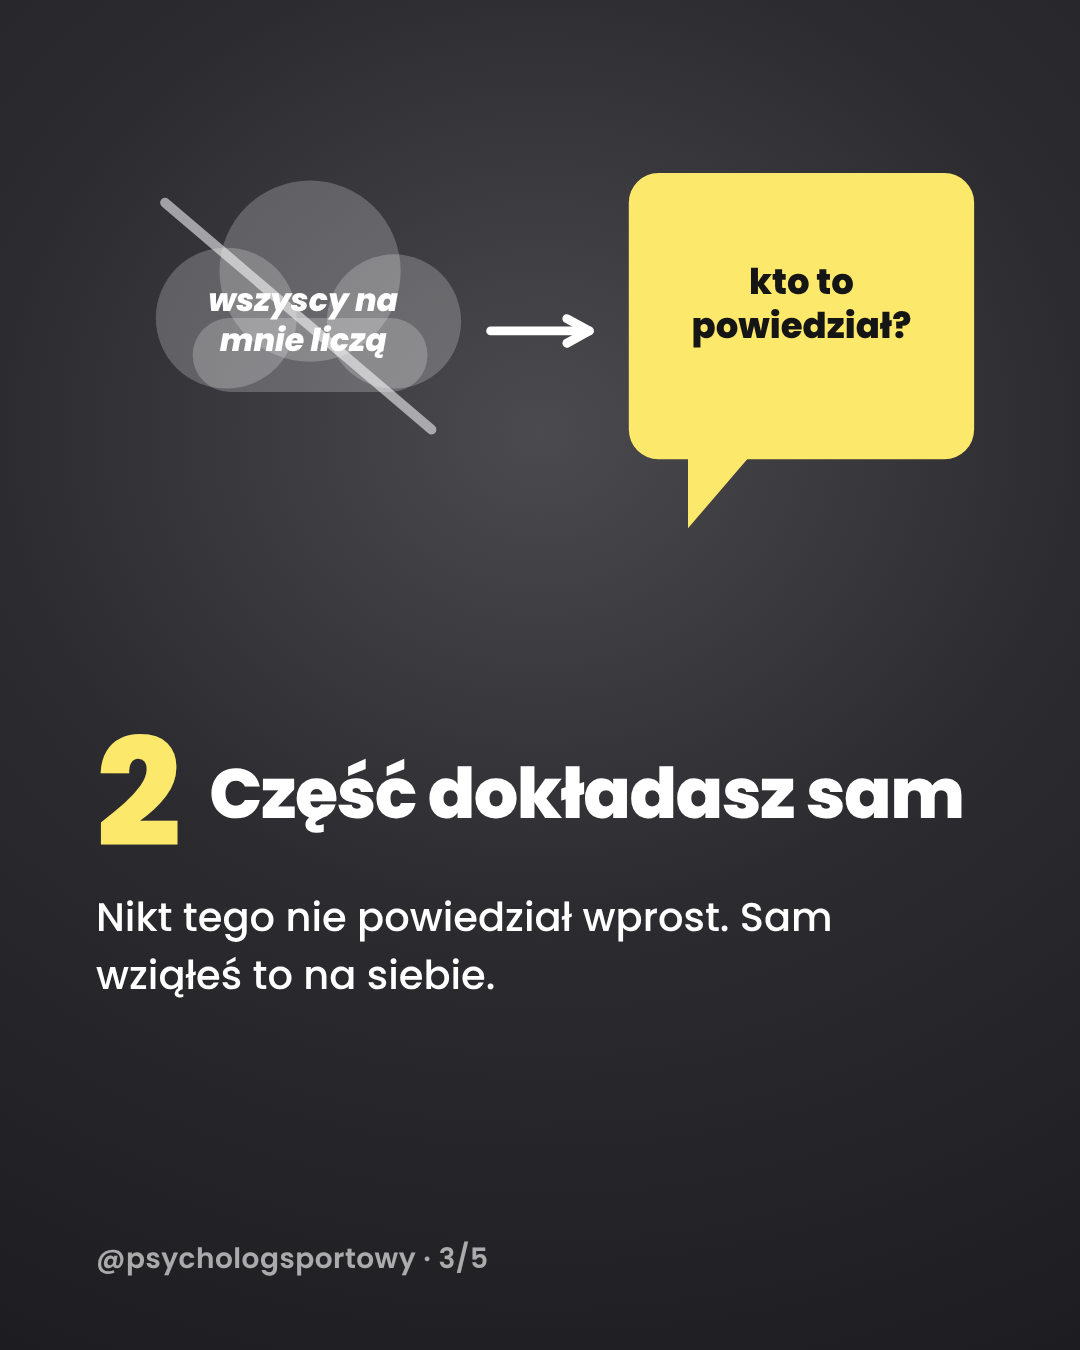 wszyscy na
mnie liczą
kto to
powiedział?
2 Część dokładasz sam
Nikt tego nie powiedział wprost. Sam
wziąłeś to na siebie.
@psychologsportowy · 3/5